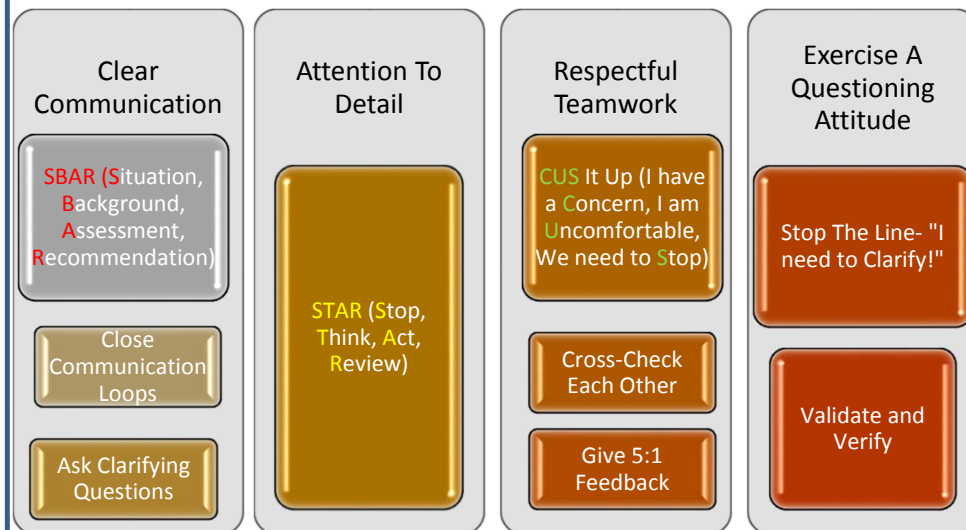 Clear
Communication
SBAR (Situation,
Background,
Assessment,
Recommendation)
Close
Communication
Loops
Ask Clarifying
Questions
Attention To
Detail
STAR (Stop,
Think, Act,
Review)
Respectful
Teamwork
CUS It Up (I have
a Concern, I am
Uncomfortable,
We need to Stop)
Cross-Check
Each Other
Give 5:1
Feedback
Exercise A
Questioning
Attitude
Stop The Line- "I
need to Clarify!"
Validate and
Verify